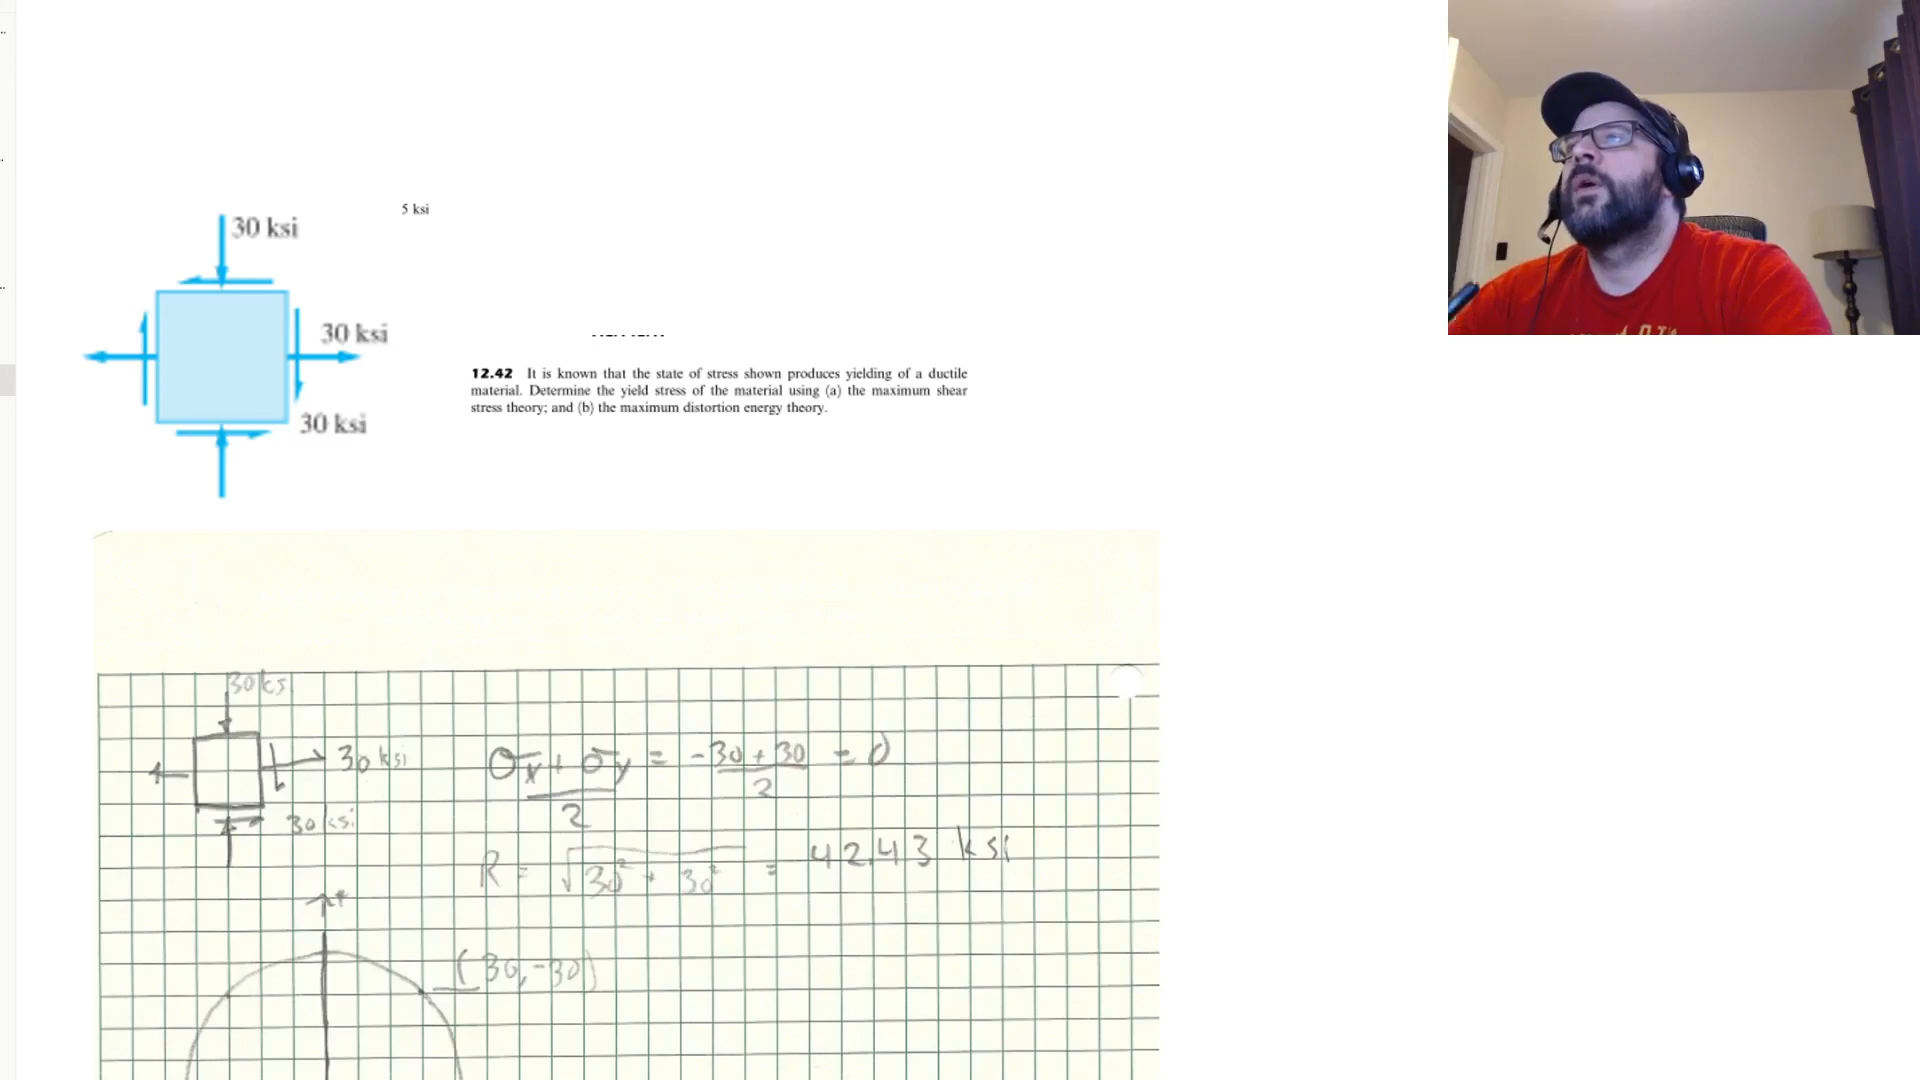 30 ksi
5 ksi
30 ksi
30 ksi
12.42 It is known that the state of stress shown produces yielding of a ductile
material. Determine the yield stress of the material using (a) the maximum shear
stress theory; and (b) the maximum distortion energy theory.
30 ks
30 ksi
30 ksi
σx + σy / 2 = -30 + 30 / 2 = 0
R = √30² + 30² = 42.43 ksi
(30, -30)